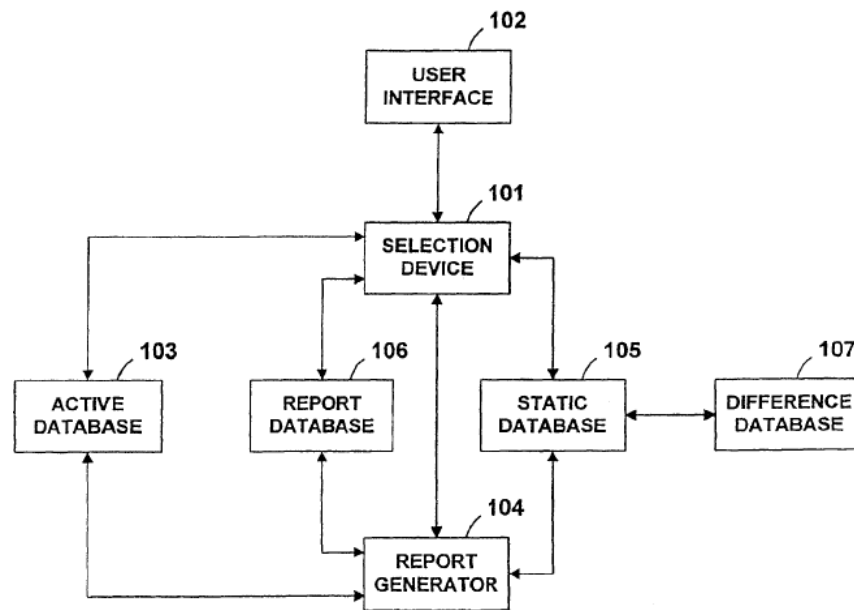 102
USER
INTERFACE
101
SELECTION
DEVICE
103
ACTIVE
DATABASE
106
REPORT
DATABASE
105
STATIC
DATABASE
107
DIFFERENCE
DATABASE
104
REPORT
GENERATOR